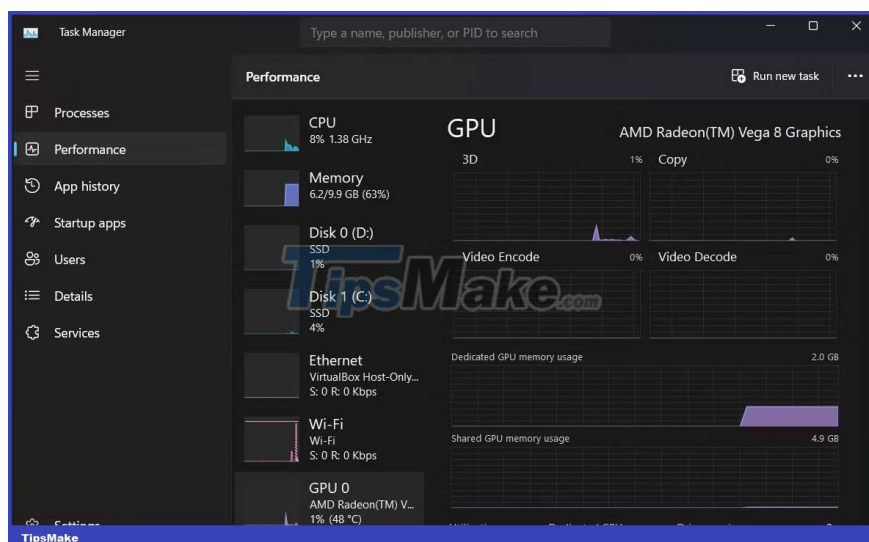 Task Manager
Type a name, publisher, or PID to search
Performance
Run new task
Processes
Performance
App history
Startup apps
Users
Details
Services
Settings
CPU
8% 1.38 GHz
Memory
6.2/9.9 GB (63%)
Disk 0 (D:)
SSD
1%
Disk 1 (C:)
SSD
4%
Ethernet
VirtualBox Host-Only...
S: 0 R: 0 Kbps
Wi-Fi
Wi-Fi
S: 0 R: 0 Kbps
GPU 0
AMD Radeon(TM) V...
1% (48 °C)
GPU
AMD Radeon(TM) Vega 8 Graphics
3D 1%
Copy 0%
Video Encode 0%
Video Decode 0%
Dedicated GPU memory usage 2.0 GB
Shared GPU memory usage 4.9 GB
TipsMake.com
TipsMake